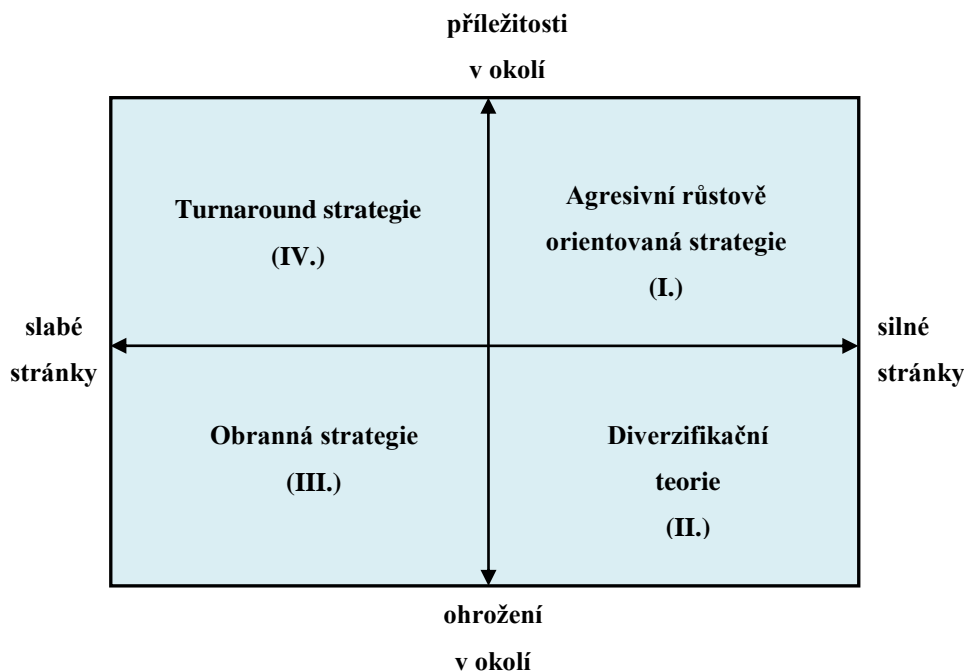 příležitosti
v okolí
Turnaround strategie
(IV.)
Agresivní růstově
orientovaná strategie
(I.)
slabé
stránky
silné
stránky
Obranná strategie
(III.)
Diverzifikační
teorie
(II.)
ohrožení
v okolí